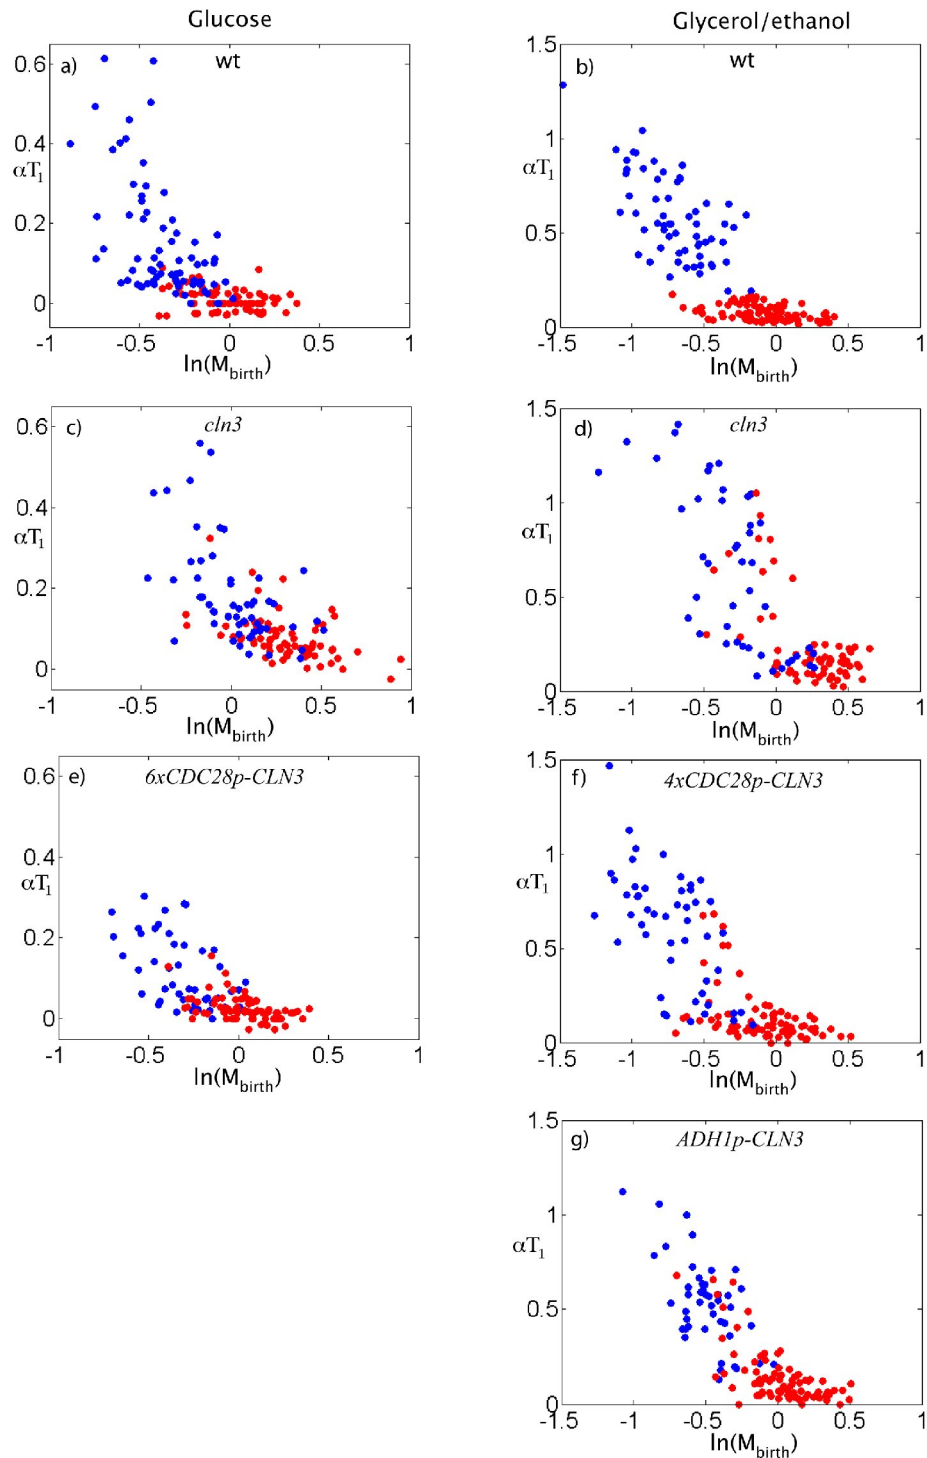 Glucose
Glycerol/ethanol
a) wt
0.6
0.4
αT1
0.2
0
-1 -0.5 0 0.5 1
ln(Mbirth)
b) wt
1.5
1
αT1
0.5
0
-1.5 -1 -0.5 0 0.5 1
ln(Mbirth)
c) cln3
0.6
0.4
αT1
0.2
0
-1 -0.5 0 0.5 1
ln(Mbirth)
d) cln3
1.5
1
αT1
0.5
0
-1.5 -1 -0.5 0 0.5 1
ln(Mbirth)
e) 6xCDC28p-CLN3
0.6
0.4
αT1
0.2
0
-1 -0.5 0 0.5 1
ln(Mbirth)
f) 4xCDC28p-CLN3
1.5
1
αT1
0.5
0
-1.5 -1 -0.5 0 0.5 1
ln(Mbirth)
g) ADH1p-CLN3
1.5
1
αT1
0.5
0
-1.5 -1 -0.5 0 0.5 1
ln(Mbirth)